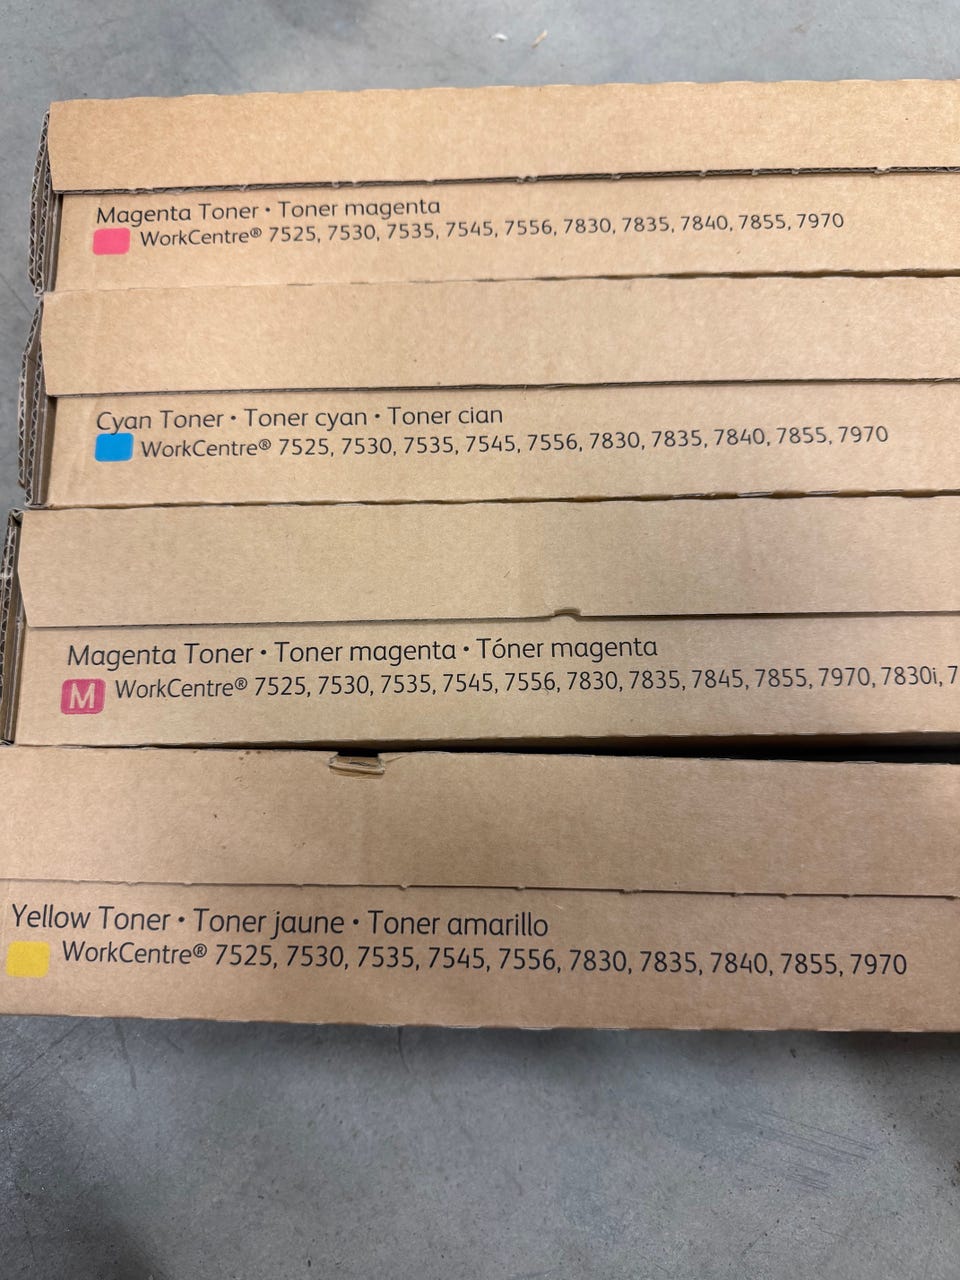 Magenta Toner • Toner magenta
WorkCentre® 7525, 7530, 7535, 7545, 7556, 7830, 7835, 7840, 7855, 7970
Cyan Toner • Toner cyan • Toner cian
WorkCentre® 7525, 7530, 7535, 7545, 7556, 7830, 7835, 7840, 7855, 7970
Magenta Toner • Toner magenta • Tóner magenta
M WorkCentre® 7525, 7530, 7535, 7545, 7556, 7830, 7835, 7845, 7855, 7970, 7830i, 7
Yellow Toner • Toner jaune • Toner amarillo
WorkCentre® 7525, 7530, 7535, 7545, 7556, 7830, 7835, 7840, 7855, 7970